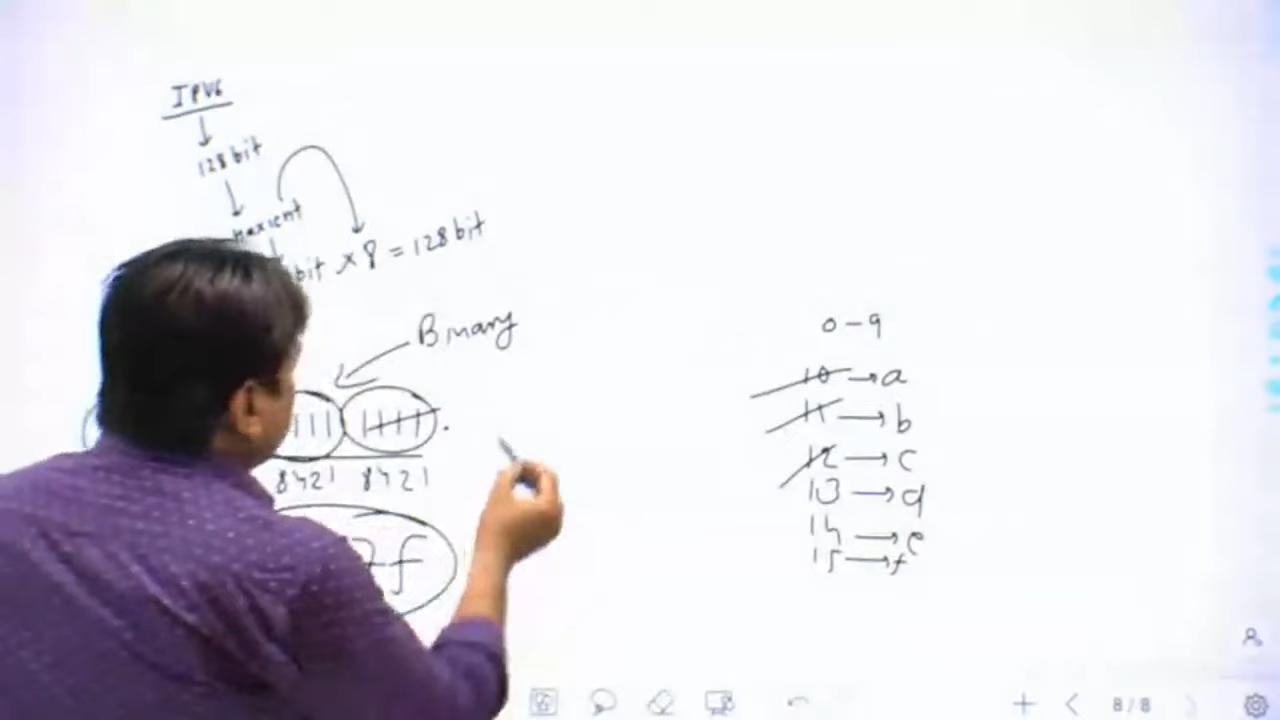 IPV6
128 bit
bit × 8 = 128 bit
Binary
1111.
8421 8421
f
0-9
10 → a
11 → b
12 → c
13 → d
14 → e
15 → f
8/8